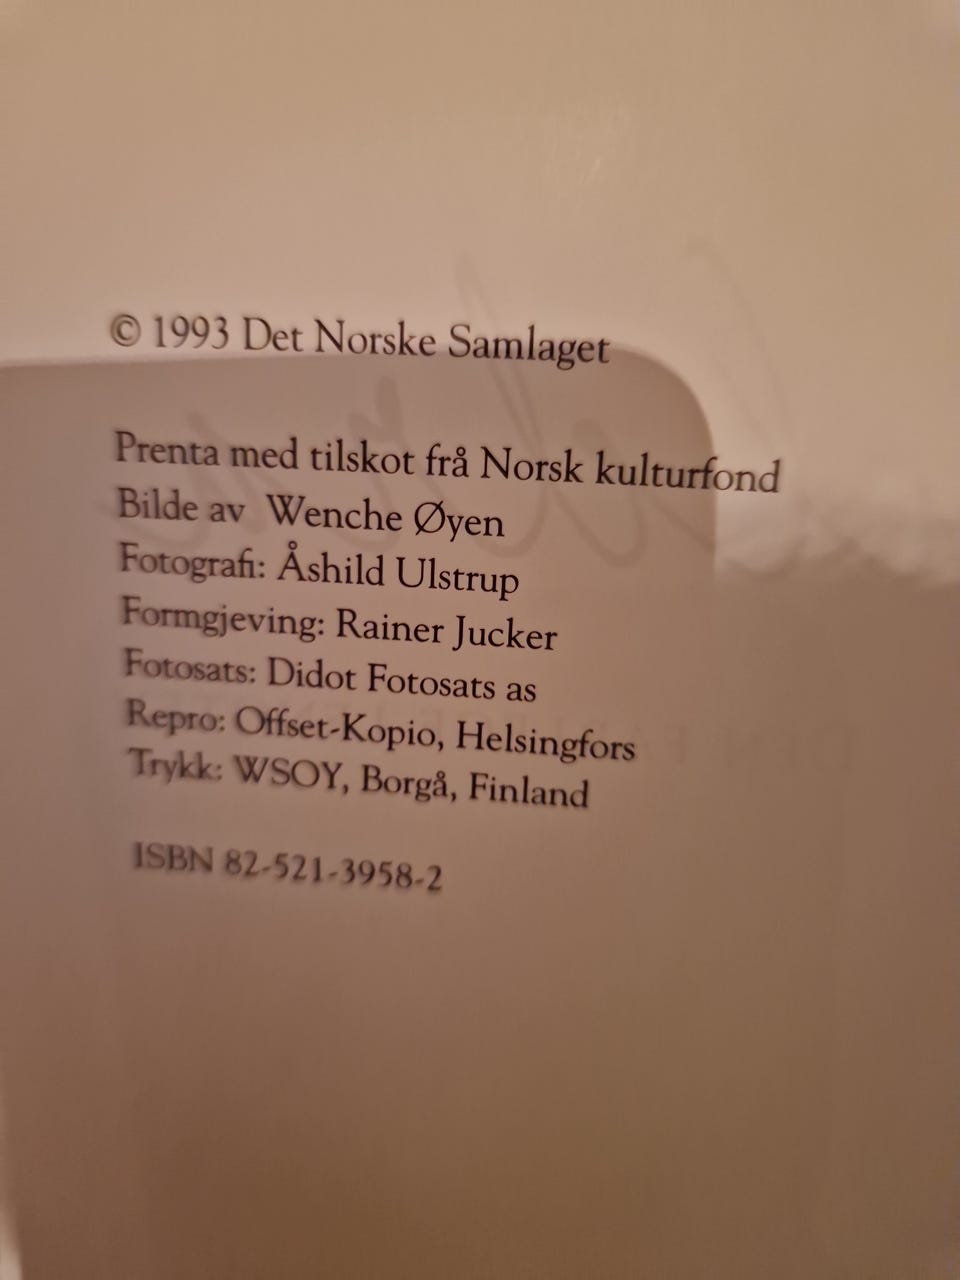 © 1993 Det Norske Samlaget
Prenta med tilskot frå Norsk kulturfond
Bilde av Wenche Øyen
Fotografi: Åshild Ulstrup
Formgjeving: Rainer Jucker
Fotosats: Didot Fotosats as
Repro: Offset-Kopio, Helsingfors
Trykk: WSOY, Borgå, Finland
ISBN 82-521-3958-2